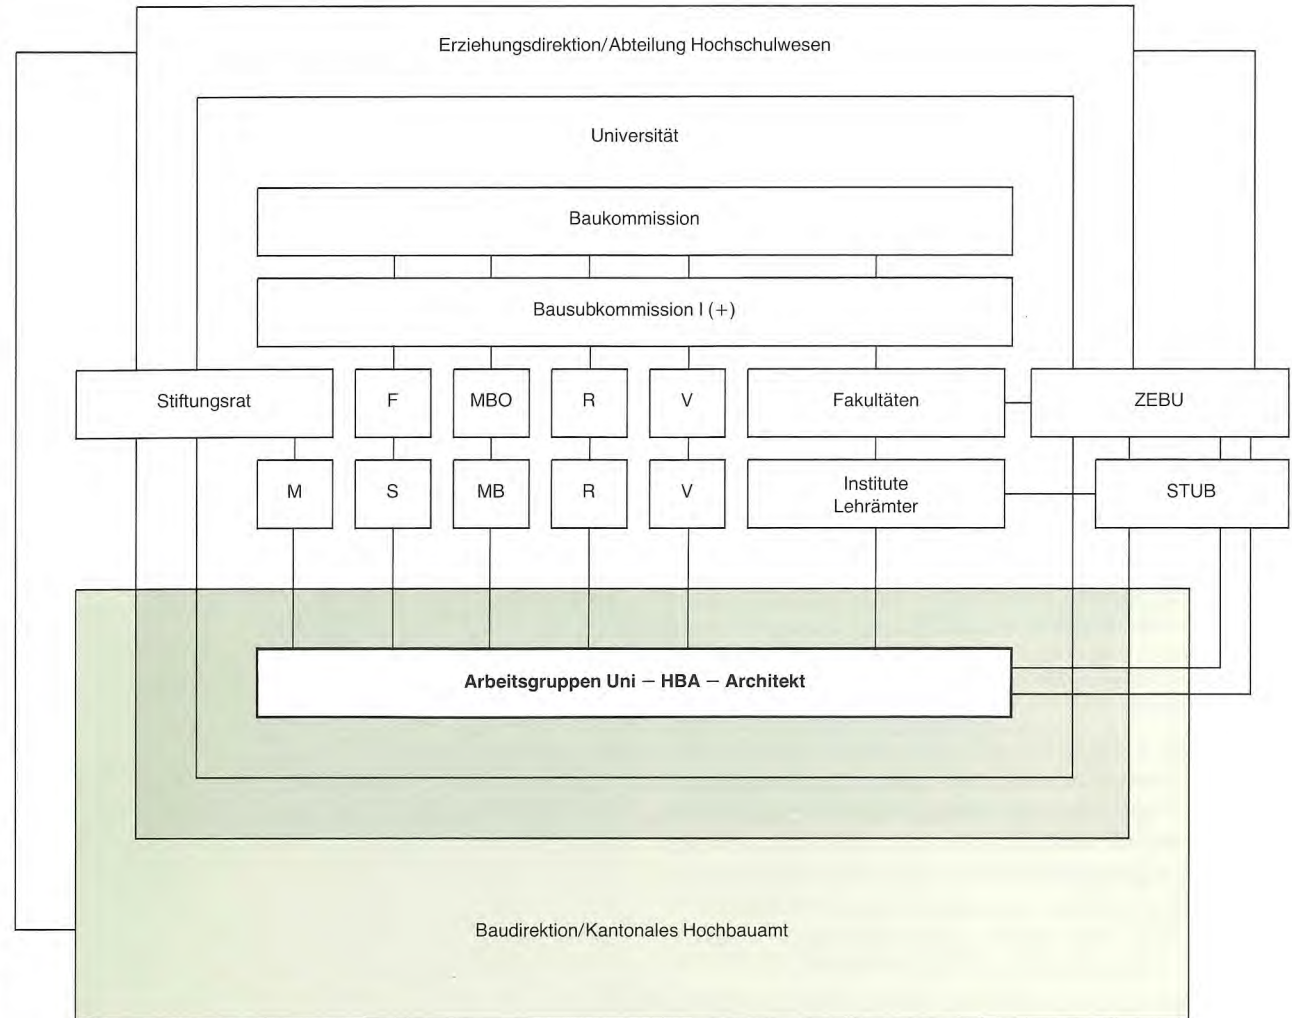 Erziehungsdirektion/Abteilung Hochschulwesen
Universität
Baukommission
Bausubkommission I (+)
Stiftungsrat
F
MBO
R
V
Fakultäten
ZEBU
M
S
MB
R
V
Institute
Lehrämter
STUB
Arbeitsgruppen Uni – HBA – Architekt
Baudirektion/Kantonales Hochbauamt